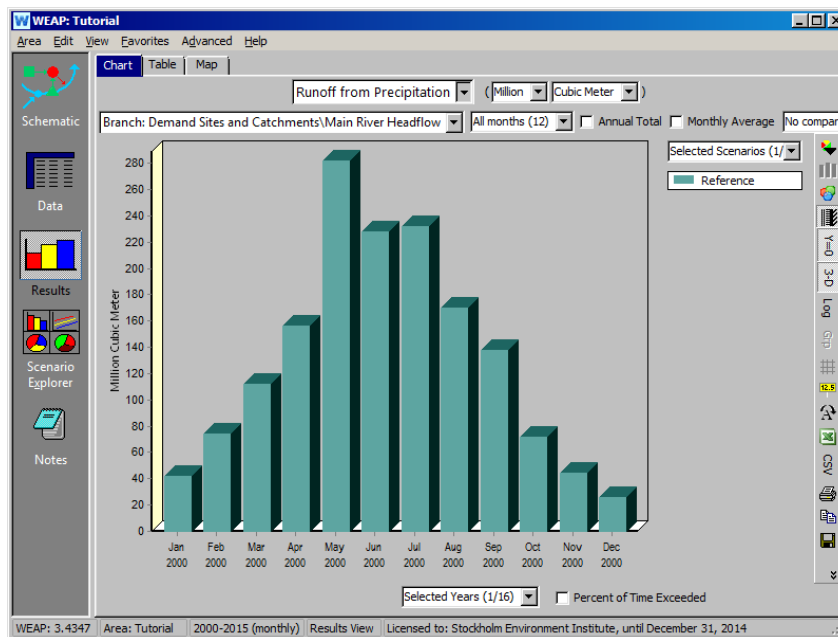 WEAP: Tutorial
Area Edit View Favorites Advanced Help
Chart Table Map
Runoff from Precipitation ( Million Cubic Meter )
Branch: Demand Sites and Catchments\Main River Headflow All months (12) Annual Total Monthly Average No compar
Selected Scenarios (1/
Reference
Schematic
Data
Results
Scenario
Explorer
Notes
Million Cubic Meter
280
260
240
220
200
180
160
140
120
100
80
60
40
20
0
Jan Feb Mar Apr May Jun Jul Aug Sep Oct Nov Dec
2000 2000 2000 2000 2000 2000 2000 2000 2000 2000 2000 2000
Y=0
3-D
Log
Grp
12.5
A
CSV
Selected Years (1/16) Percent of Time Exceeded
WEAP: 3.4347 Area: Tutorial 2000-2015 (monthly) Results View Licensed to: Stockholm Environment Institute, until December 31, 2014